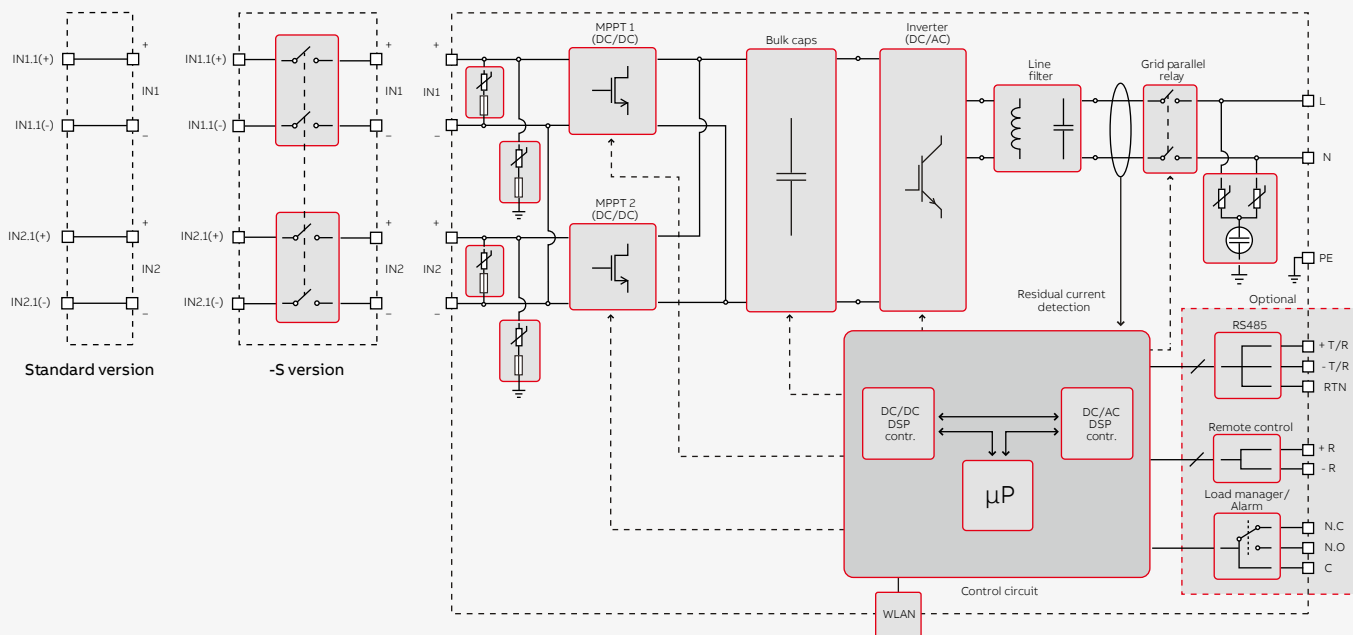 IN1.1(+)
+
IN1
IN1.1(-)
−
IN2.1(+)
+
IN2
IN2.1(-)
−
Standard version
IN1.1(+)
+
IN1
IN1.1(-)
−
IN2.1(+)
+
IN2
IN2.1(-)
−
-S version
+
IN1
−
+
IN2
−
MPPT 1
(DC/DC)
MPPT 2
(DC/DC)
Bulk caps
Inverter
(DC/AC)
Line
filter
Grid parallel
relay
L
N
PE
Residual current
detection
Optional
RS485
+ T/R
- T/R
RTN
Remote control
+ R
- R
Load manager/
Alarm
N.C
N.O
C
DC/DC
DSP
contr.
DC/AC
DSP
contr.
µP
Control circuit
WLAN